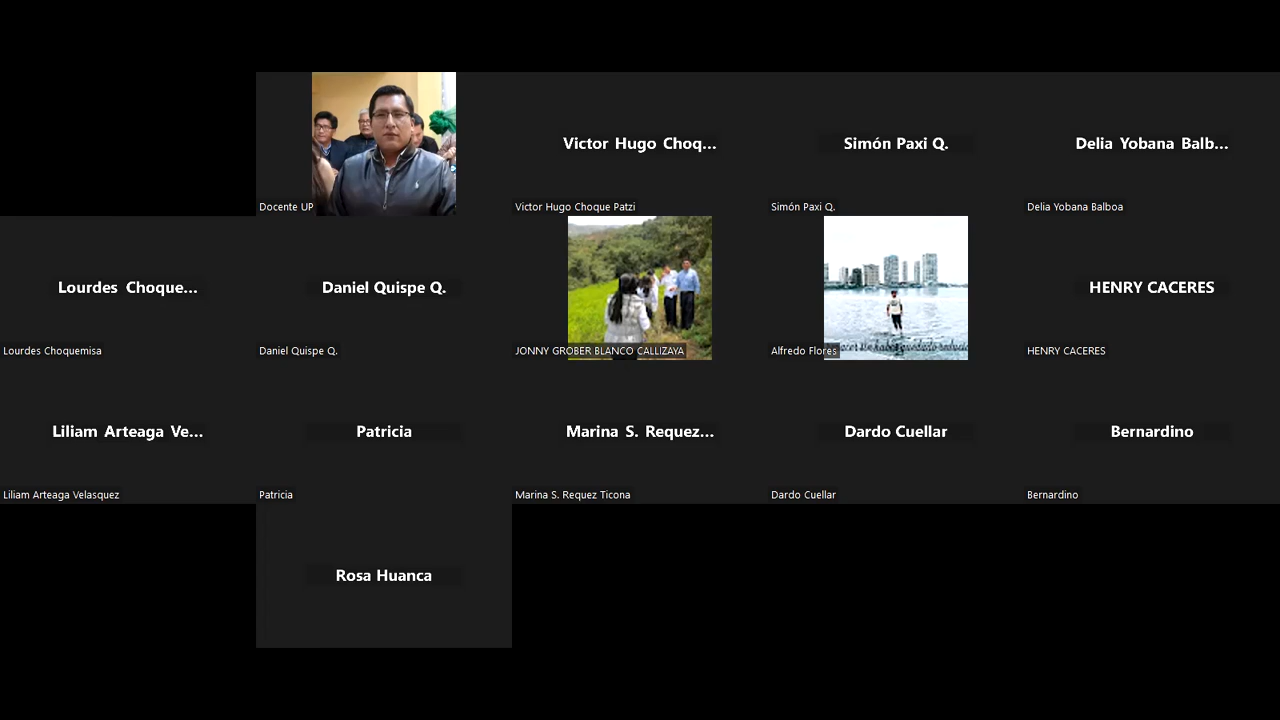 Victor Hugo Choq...
Simón Paxi Q.
Delia Yobana Balb...
Docente UP
Victor Hugo Choque Patzi
Simón Paxi Q.
Delia Yobana Balboa
Lourdes Choque...
Daniel Quispe Q.
HENRY CACERES
Lourdes Choquemisa
Daniel Quispe Q.
JONNY GROBER BLANCO CALLIZAYA
Alfredo Flores
HENRY CACERES
Liliam Arteaga Ve...
Patricia
Marina S. Requez...
Dardo Cuellar
Bernardino
Liliam Arteaga Velasquez
Patricia
Marina S. Requez Ticona
Dardo Cuellar
Bernardino
Rosa Huanca